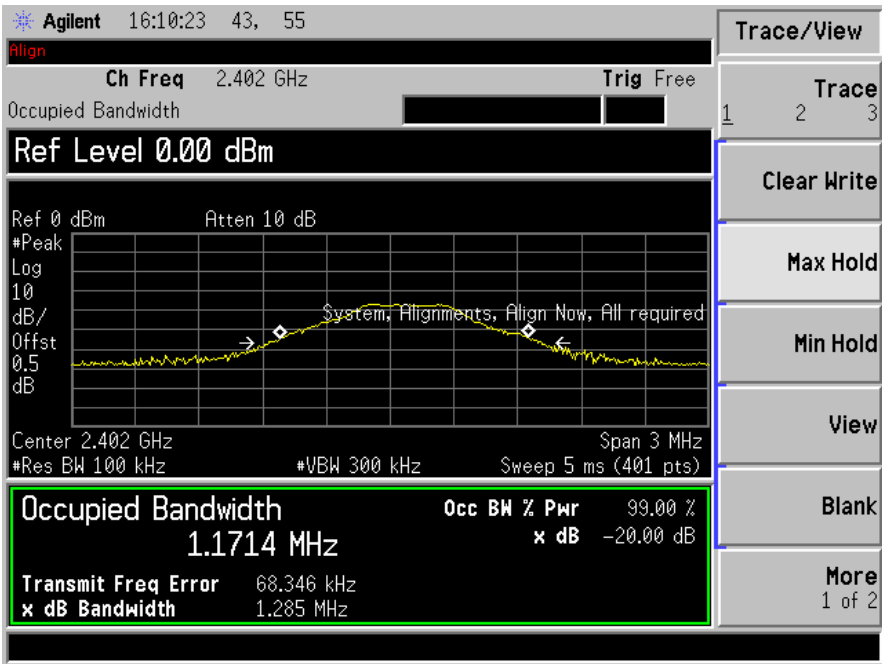 Agilent 16:10:23 43, 55
Align
Ch Freq 2.402 GHz Trig Free
Occupied Bandwidth
Ref Level 0.00 dBm
Ref 0 dBm Atten 10 dB
#Peak
Log
10
dB/
Offst
0.5
dB
System, Alignments, Align Now, All required
Center 2.402 GHz Span 3 MHz
#Res BW 100 kHz #VBW 300 kHz Sweep 5 ms (401 pts)
Occupied Bandwidth
1.1714 MHz
Occ BW % Pwr 99.00 %
x dB -20.00 dB
Transmit Freq Error 68.346 kHz
x dB Bandwidth 1.285 MHz
Trace/View
Trace
1 2 3
Clear Write
Max Hold
Min Hold
View
Blank
More
1 of 2